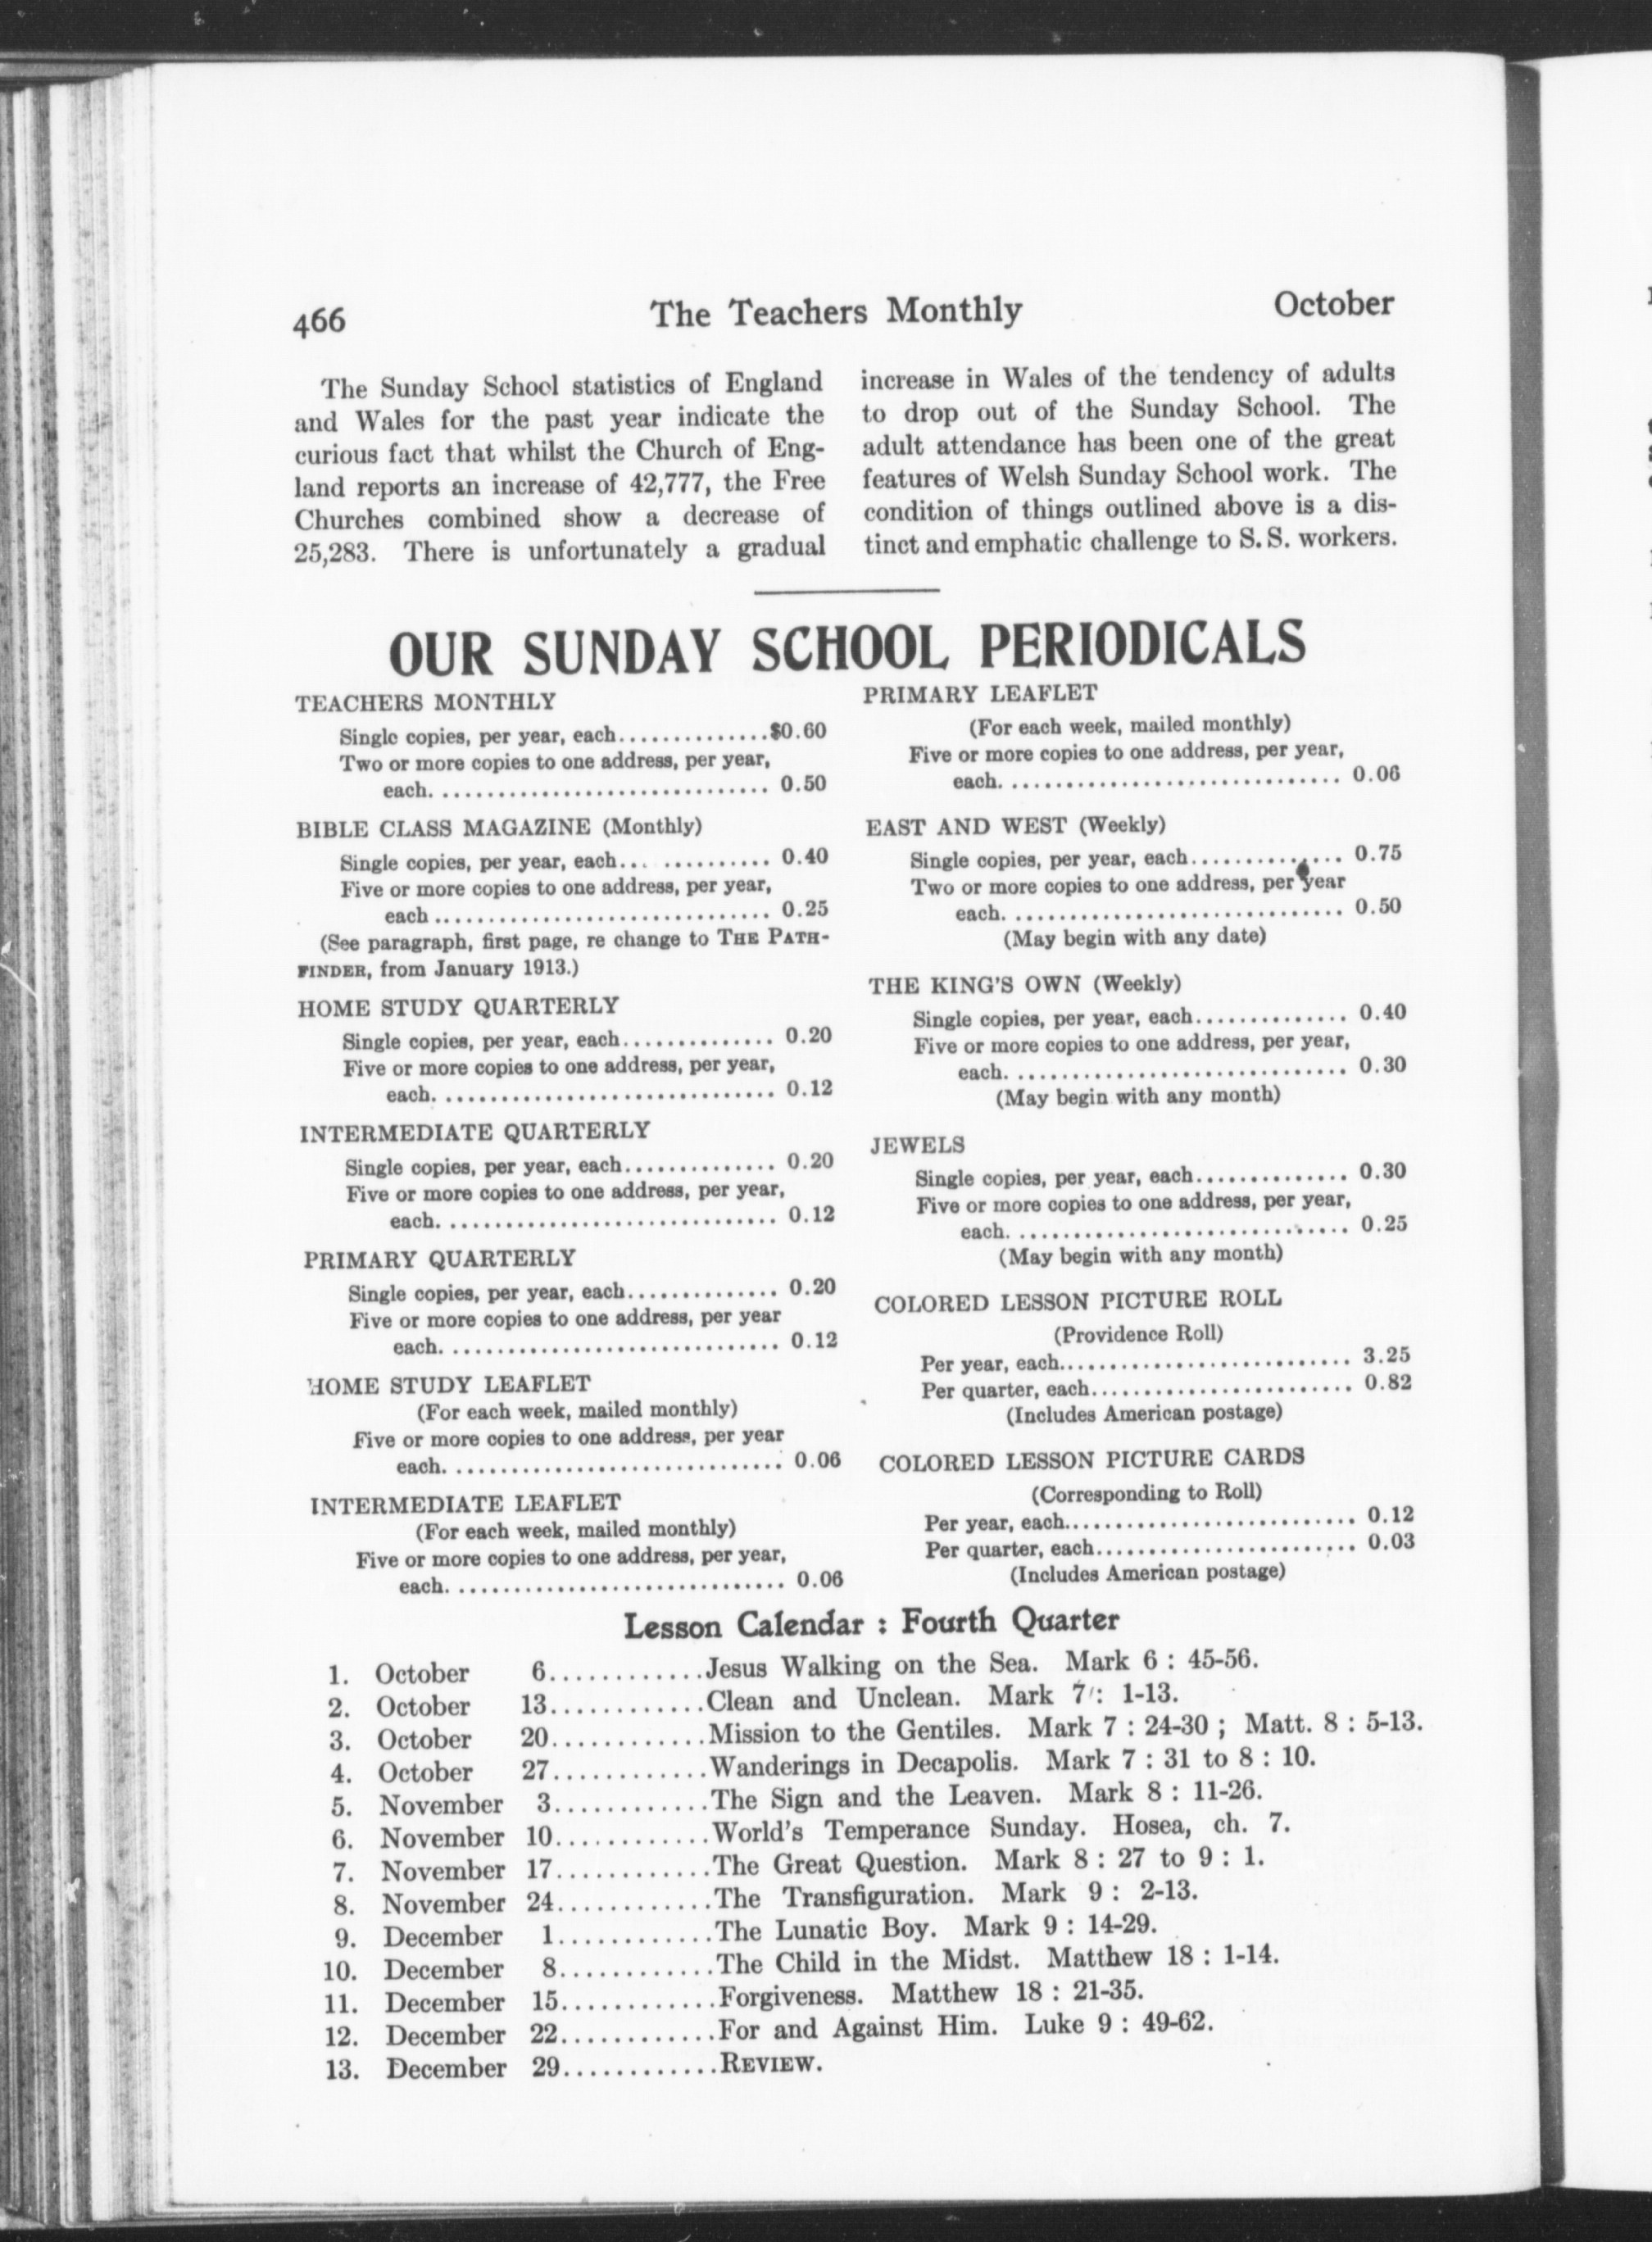 466
The Teachers Monthly
October
The Sunday School statistics of England
and Wales for the past year indicate the
curious fact that whilst the Church of Eng-
land reports an increase of 42,777, the Free
Churches combined show a decrease of
25,283. There is unfortunately a gradual
increase in Wales of the tendency of adults
to drop out of the Sunday School. The
adult attendance has been one of the great
features of Welsh Sunday School work. The
condition of things outlined above is a dis-
tinct and emphatic challenge to S. S. workers.
OUR SUNDAY SCHOOL PERIODICALS
TEACHERS MONTHLY
Single copies, per year, each..............$0.60
Two or more copies to one address, per year,
each............................... 0.50
BIBLE CLASS MAGAZINE (Monthly)
Single copies, per year, each... .......... 0.40
Five or more copies to one address, per year,
each ............................... 0.25
(See paragraph, first page, re change to THE PATH-
FINDER, from January 1913.)
HOME STUDY QUARTERLY
Single copies, per year, each.............. 0.20
Five or more copies to one address, per year,
each............................... 0.12
INTERMEDIATE QUARTERLY
Single copies, per year, each.............. 0.20
Five or more copies to one address, per year,
each............................... 0.12
PRIMARY QUARTERLY
Single copies, per year, each.............. 0.20
Five or more copies to one address, per year
each............................... 0.12
HOME STUDY LEAFLET
(For each week, mailed monthly)
Five or more copies to one address, per year
each............................... 0.06
INTERMEDIATE LEAFLET
(For each week, mailed monthly)
Five or more copies to one address, per year,
each............................... 0.06
PRIMARY LEAFLET
(For each week, mailed monthly)
Five or more copies to one address, per year,
each............................... 0.06
EAST AND WEST (Weekly)
Single copies, per year, each.............. 0.75
Two or more copies to one address, per year
each............................... 0.50
(May begin with any date)
THE KING'S OWN (Weekly)
Single copies, per year, each.............. 0.40
Five or more copies to one address, per year,
each............................... 0.30
(May begin with any month)
JEWELS
Single copies, per year, each.............. 0.30
Five or more copies to one address, per year,
each............................... 0.25
(May begin with any month)
COLORED LESSON PICTURE ROLL
(Providence Roll)
Per year, each........................... 3.25
Per quarter, each........................ 0.82
(Includes American postage)
COLORED LESSON PICTURE CARDS
(Corresponding to Roll)
Per year, each........................... 0.12
Per quarter, each........................ 0.03
(Includes American postage)
Lesson Calendar : Fourth Quarter
1. October 6............Jesus Walking on the Sea. Mark 6 : 45-56.
2. October 13............Clean and Unclean. Mark 7 : 1-13.
3. October 20............Mission to the Gentiles. Mark 7 : 24-30 ; Matt. 8 : 5-13.
4. October 27............Wanderings in Decapolis. Mark 7 : 31 to 8 : 10.
5. November 3............The Sign and the Leaven. Mark 8 : 11-26.
6. November 10............World's Temperance Sunday. Hosea, ch. 7.
7. November 17............The Great Question. Mark 8 : 27 to 9 : 1.
8. November 24............The Transfiguration. Mark 9 : 2-13.
9. December 1............The Lunatic Boy. Mark 9 : 14-29.
10. December 8............The Child in the Midst. Matthew 18 : 1-14.
11. December 15............Forgiveness. Matthew 18 : 21-35.
12. December 22............For and Against Him. Luke 9 : 49-62.
13. December 29............REVIEW.